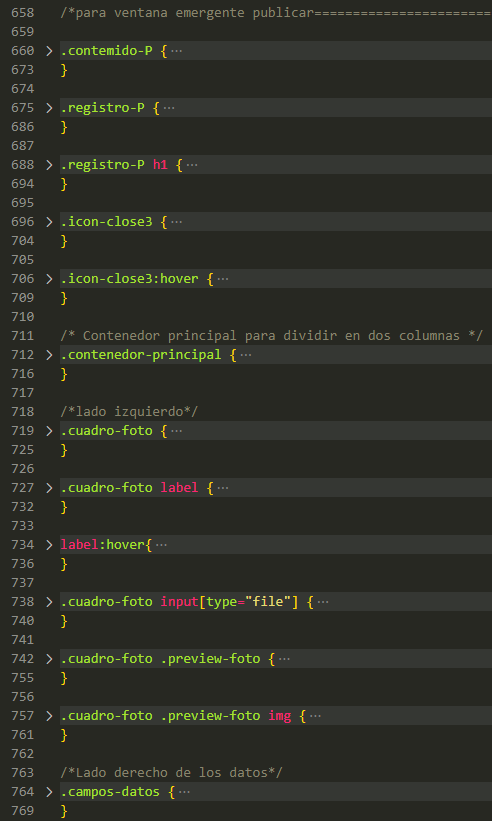 658 /*para ventana emergente publicar=======================
659
660 > .contemido-P { ···
673 }
674
675 > .registro-P { ···
686 }
687
688 > .registro-P h1 { ···
694 }
695
696 > .icon-close3 { ···
704 }
705
706 > .icon-close3:hover { ···
709 }
710
711 /* Contenedor principal para dividir en dos columnas */
712 > .contenedor-principal { ···
716 }
717
718 /*lado izquierdo*/
719 > .cuadro-foto { ···
725 }
726
727 > .cuadro-foto label { ···
732 }
733
734 > label:hover{ ···
736 }
737
738 > .cuadro-foto input[type="file"] { ···
740 }
741
742 > .cuadro-foto .preview-foto { ···
755 }
756
757 > .cuadro-foto .preview-foto img { ···
761 }
762
763 /*Lado derecho de los datos*/
764 > .campos-datos { ···
769 }